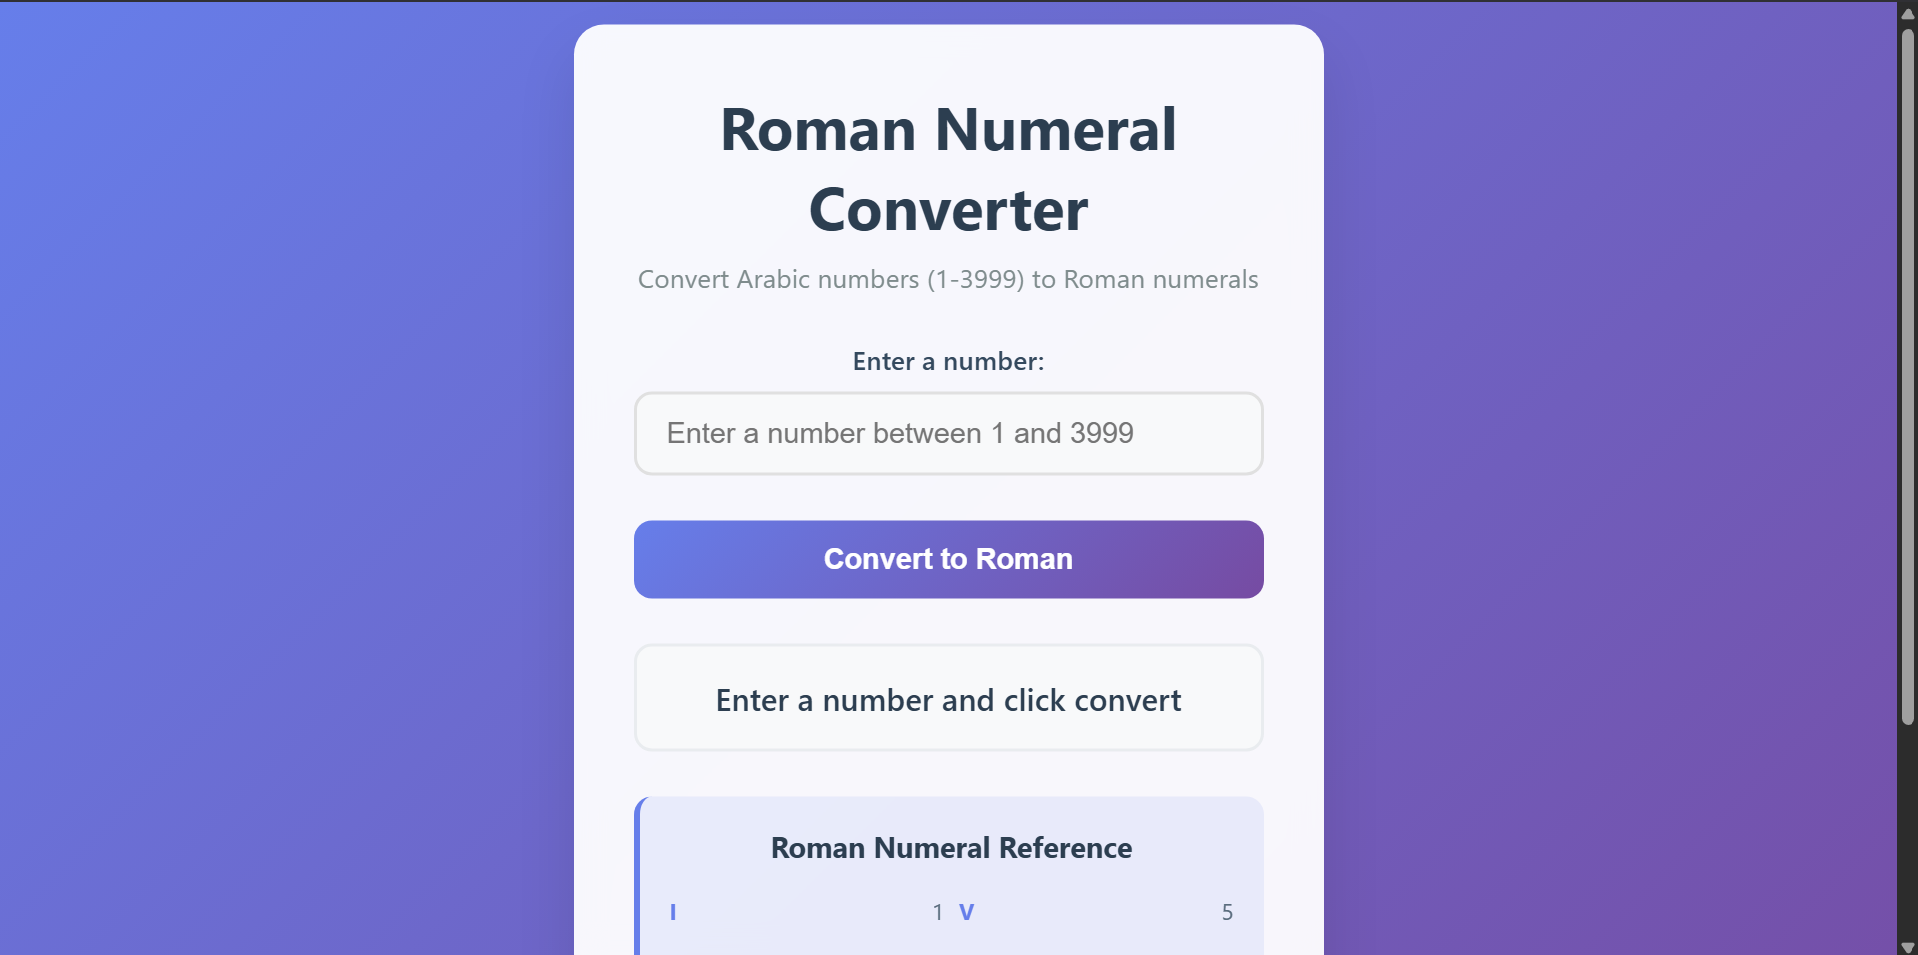 Roman Numeral
Converter
Convert Arabic numbers (1-3999) to Roman numerals
Enter a number:
Enter a number between 1 and 3999
Convert to Roman
Enter a number and click convert
Roman Numeral Reference
I 1 V 5